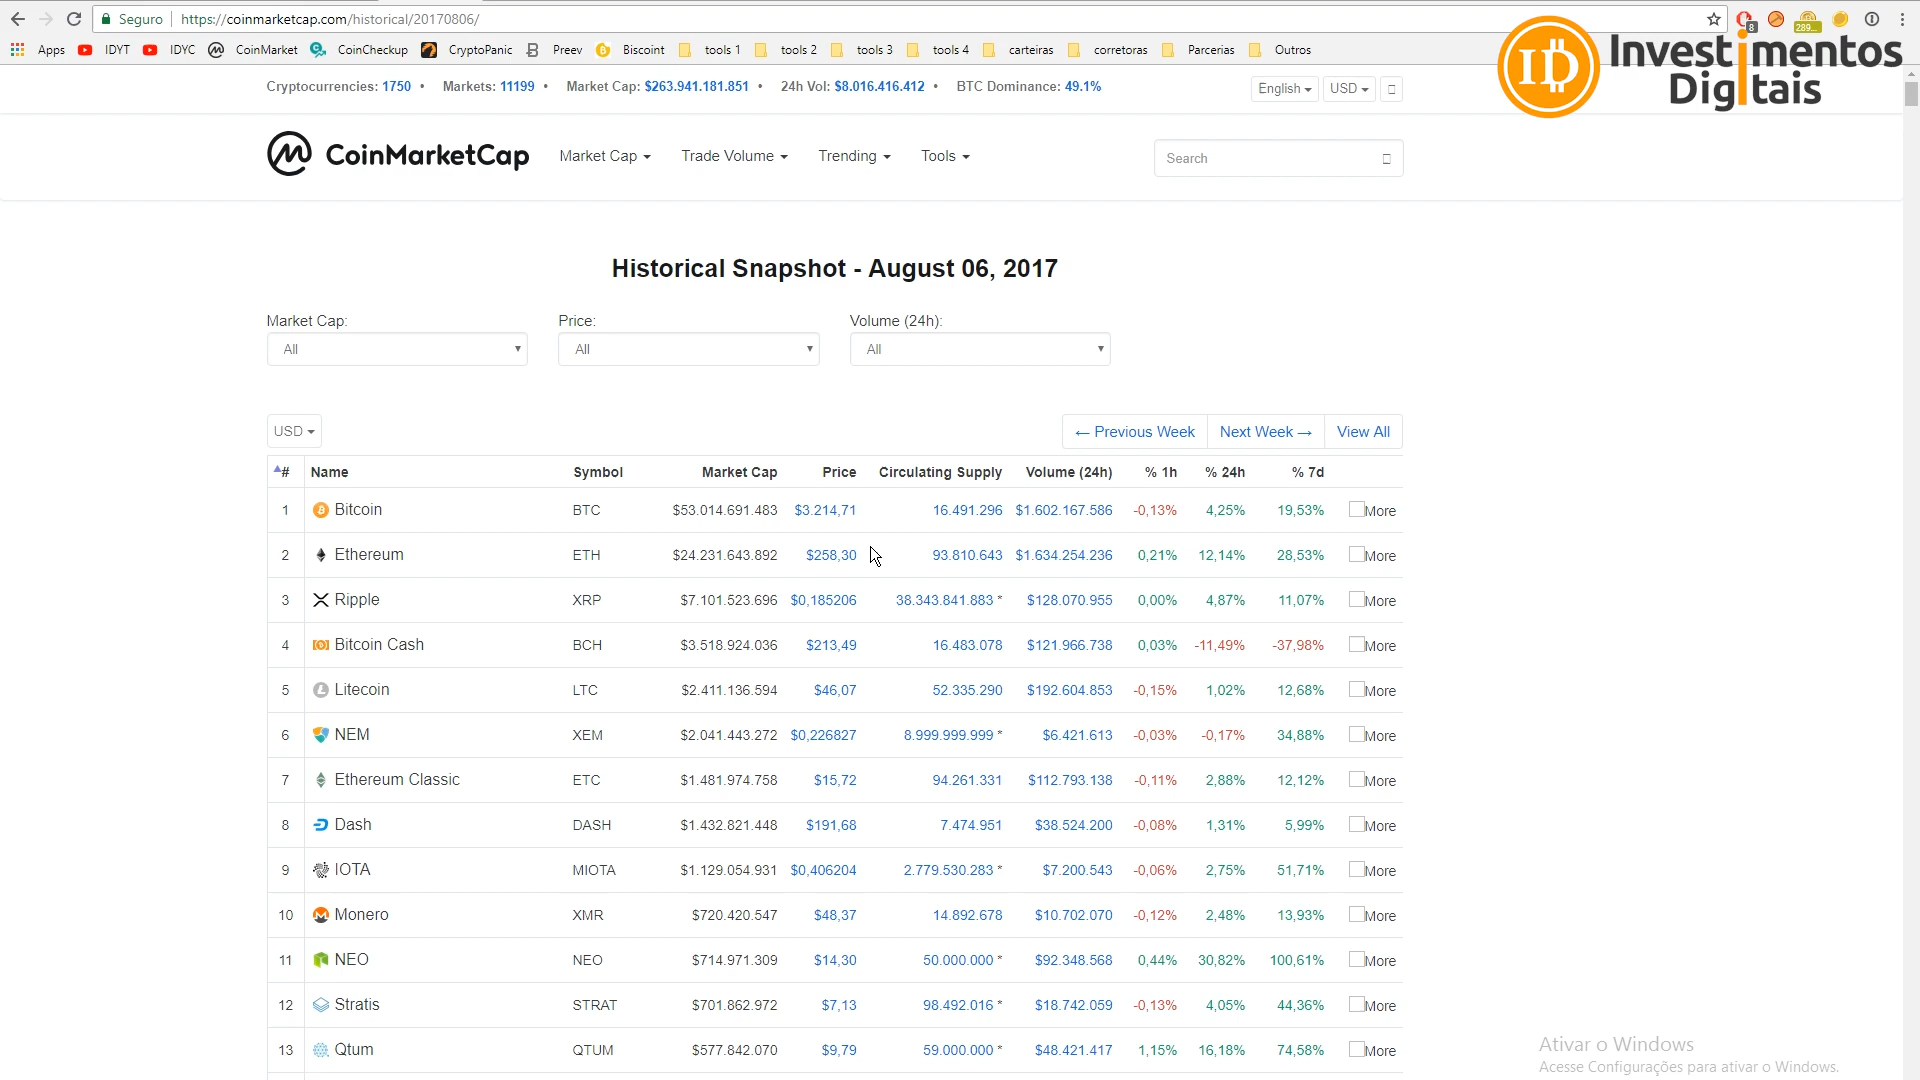 Seguro https://coinmarketcap.com/historical/20170806/
8 289...
Apps IDYT IDYC CoinMarket CoinCheckup CryptoPanic Preev Biscoint tools 1 tools 2 tools 3 tools 4 carteiras corretoras Parcerias Outros
Investimentos
Digitais
Cryptocurrencies: 1750 • Markets: 11199 • Market Cap: $263.941.181.851 • 24h Vol: $8.016.416.412 • BTC Dominance: 49.1% English USD
CoinMarketCap Market Cap Trade Volume Trending Tools Search
Historical Snapshot - August 06, 2017
Market Cap: Price: Volume (24h):
All All All
USD ← Previous Week Next Week → View All
# Name Symbol Market Cap Price Circulating Supply Volume (24h) % 1h % 24h % 7d
1 Bitcoin BTC $53.014.691.483 $3.214,71 16.491.296 $1.602.167.586 -0,13% 4,25% 19,53% More
2 Ethereum ETH $24.231.643.892 $258,30 93.810.643 $1.634.254.236 0,21% 12,14% 28,53% More
3 Ripple XRP $7.101.523.696 $0,185206 38.343.841.883 * $128.070.955 0,00% 4,87% 11,07% More
4 Bitcoin Cash BCH $3.518.924.036 $213,49 16.483.078 $121.966.738 0,03% -11,49% -37,98% More
5 Litecoin LTC $2.411.136.594 $46,07 52.335.290 $192.604.853 -0,15% 1,02% 12,68% More
6 NEM XEM $2.041.443.272 $0,226827 8.999.999.999 * $6.421.613 -0,03% -0,17% 34,88% More
7 Ethereum Classic ETC $1.481.974.758 $15,72 94.261.331 $112.793.138 -0,11% 2,88% 12,12% More
8 Dash DASH $1.432.821.448 $191,68 7.474.951 $38.524.200 -0,08% 1,31% 5,99% More
9 IOTA MIOTA $1.129.054.931 $0,406204 2.779.530.283 * $7.200.543 -0,06% 2,75% 51,71% More
10 Monero XMR $720.420.547 $48,37 14.892.678 $10.702.070 -0,12% 2,48% 13,93% More
11 NEO NEO $714.971.309 $14,30 50.000.000 * $92.348.568 0,44% 30,82% 100,61% More
12 Stratis STRAT $701.862.972 $7,13 98.492.016 * $18.742.059 -0,13% 4,05% 44,36% More
13 Qtum QTUM $577.842.070 $9,79 59.000.000 * $48.421.417 1,15% 16,18% 74,58% More
Ativar o Windows
Acesse Configurações para ativar o Windows.